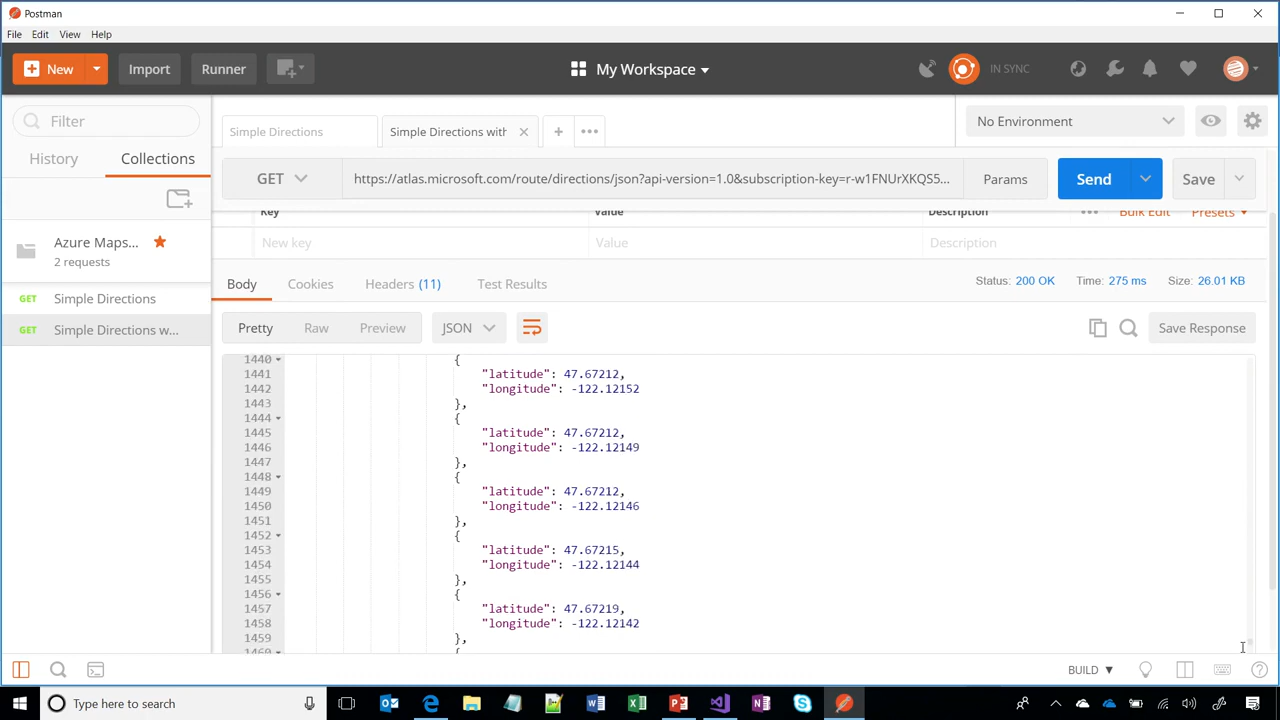 Postman
File Edit View Help
New Import Runner My Workspace IN SYNC
Filter
History Collections
Azure Maps...
2 requests
GET Simple Directions
GET Simple Directions w...
Simple Directions Simple Directions with
No Environment
GET https://atlas.microsoft.com/route/directions/json?api-version=1.0&subscription-key=r-w1FNUrXKQS5... Params Send Save
Key Value Description Bulk Edit Presets
New key Value Description
Body Cookies Headers (11) Test Results Status: 200 OK Time: 275 ms Size: 26.01 KB
Pretty Raw Preview JSON Save Response
1440 {
1441 "latitude": 47.67212,
1442 "longitude": -122.12152
1443 },
1444 {
1445 "latitude": 47.67212,
1446 "longitude": -122.12149
1447 },
1448 {
1449 "latitude": 47.67212,
1450 "longitude": -122.12146
1451 },
1452 {
1453 "latitude": 47.67215,
1454 "longitude": -122.12144
1455 },
1456 {
1457 "latitude": 47.67219,
1458 "longitude": -122.12142
1459 },
1460 {
BUILD
Type here to search